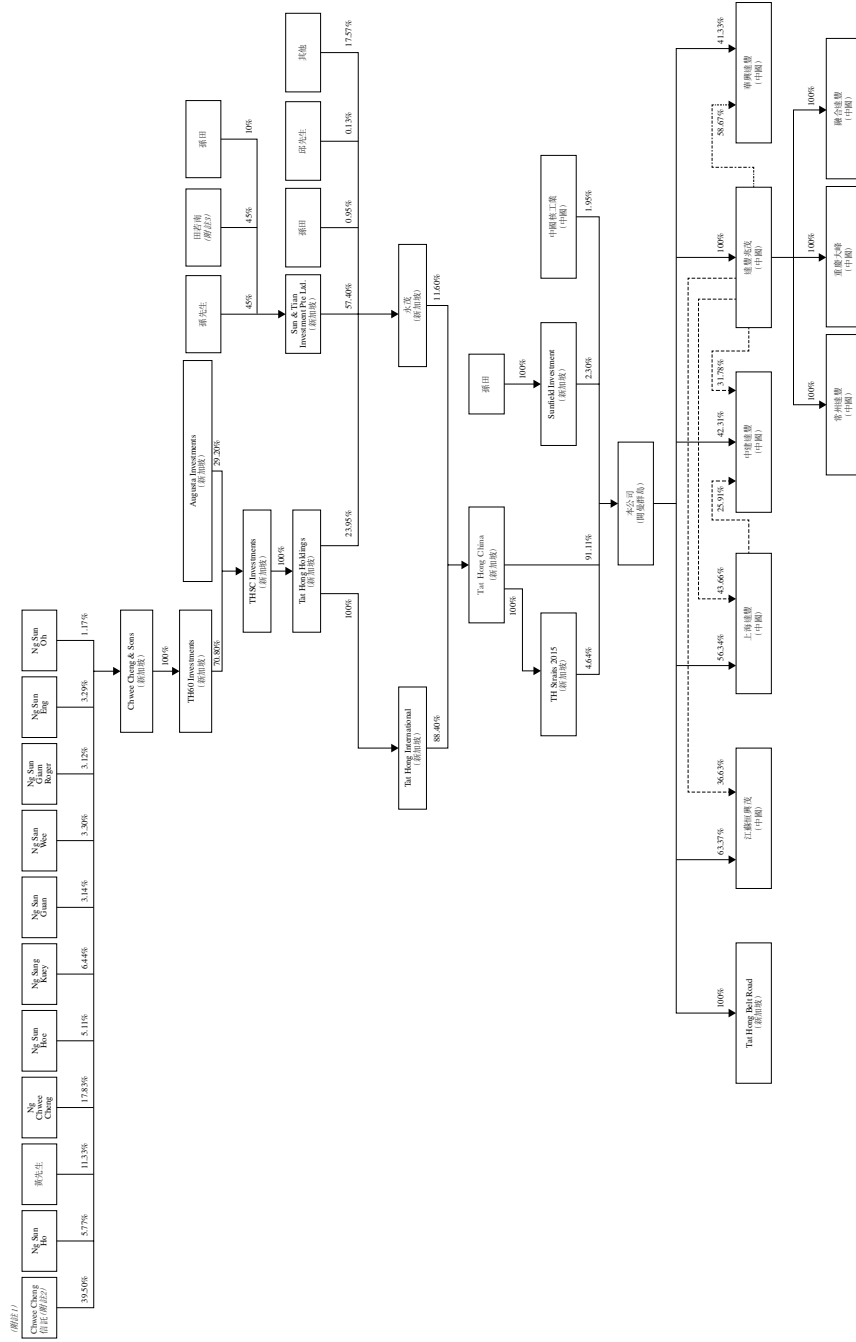 (附註1)
Chwee Cheng
信託(附註2)
39.50%
Ng Sun
Ho
5.77%
黃先生
11.33%
Ng
Chwee
Cheng
17.83%
Ng Sun
Hoe
5.11%
Ng Sang
Kuey
6.44%
Ng San
Guan
3.14%
Ng San
Wee
3.30%
Ng Sun
Giam
Roger
3.12%
Ng Sun
Eng
3.29%
Ng Sun
Oh
1.17%
Chwee Cheng & Sons
(新加坡)
100%
TH60 Investments
(新加坡)
70.80%
Augusta Investments
(新加坡)
29.20%
孫先生
45%
田若南
(附註3)
45%
孫田
10%
THSC Investments
(新加坡)
100%
Tat Hong Holdings
(新加坡)
100%
23.95%
Sun & Tian
Investment Pte Ltd.
(新加坡)
57.40%
孫田
0.95%
邱先生
0.13%
其他
17.57%
Tat Hong International
(新加坡)
88.40%
永茂
(新加坡)
11.60%
Tat Hong China
(新加坡)
100%
91.11%
孫田
100%
TH Straits 2015
(新加坡)
4.64%
Sunfield Investment
(新加坡)
2.30%
中國核工業
(中國)
1.95%
本公司
(開曼群島)
100%
63.37%
36.63%
56.34%
43.66%
25.91%
42.31%
31.78%
100%
58.67%
41.33%
Tat Hong Belt Road
(新加坡)
江蘇恒興茂
(中國)
上海達豐
(中國)
中建達豐
(中國)
達豐兆茂
(中國)
華興達豐
(中國)
100%
100%
100%
常州達豐
(中國)
重慶大峰
(中國)
融合達豐
(中國)